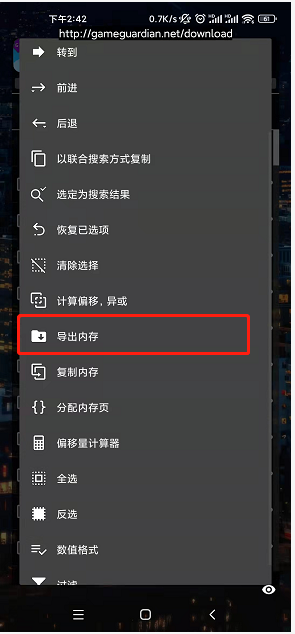 下午2:42
0.7K/s
61
http://gameguardian.net/download
转到
前进
后退
以联合搜索方式复制
选定为搜索结果
恢复已选项
清除选择
计算偏移，异或
导出内存
复制内存
分配内存页
偏移量计算器
全选
反选
数值格式
过滤